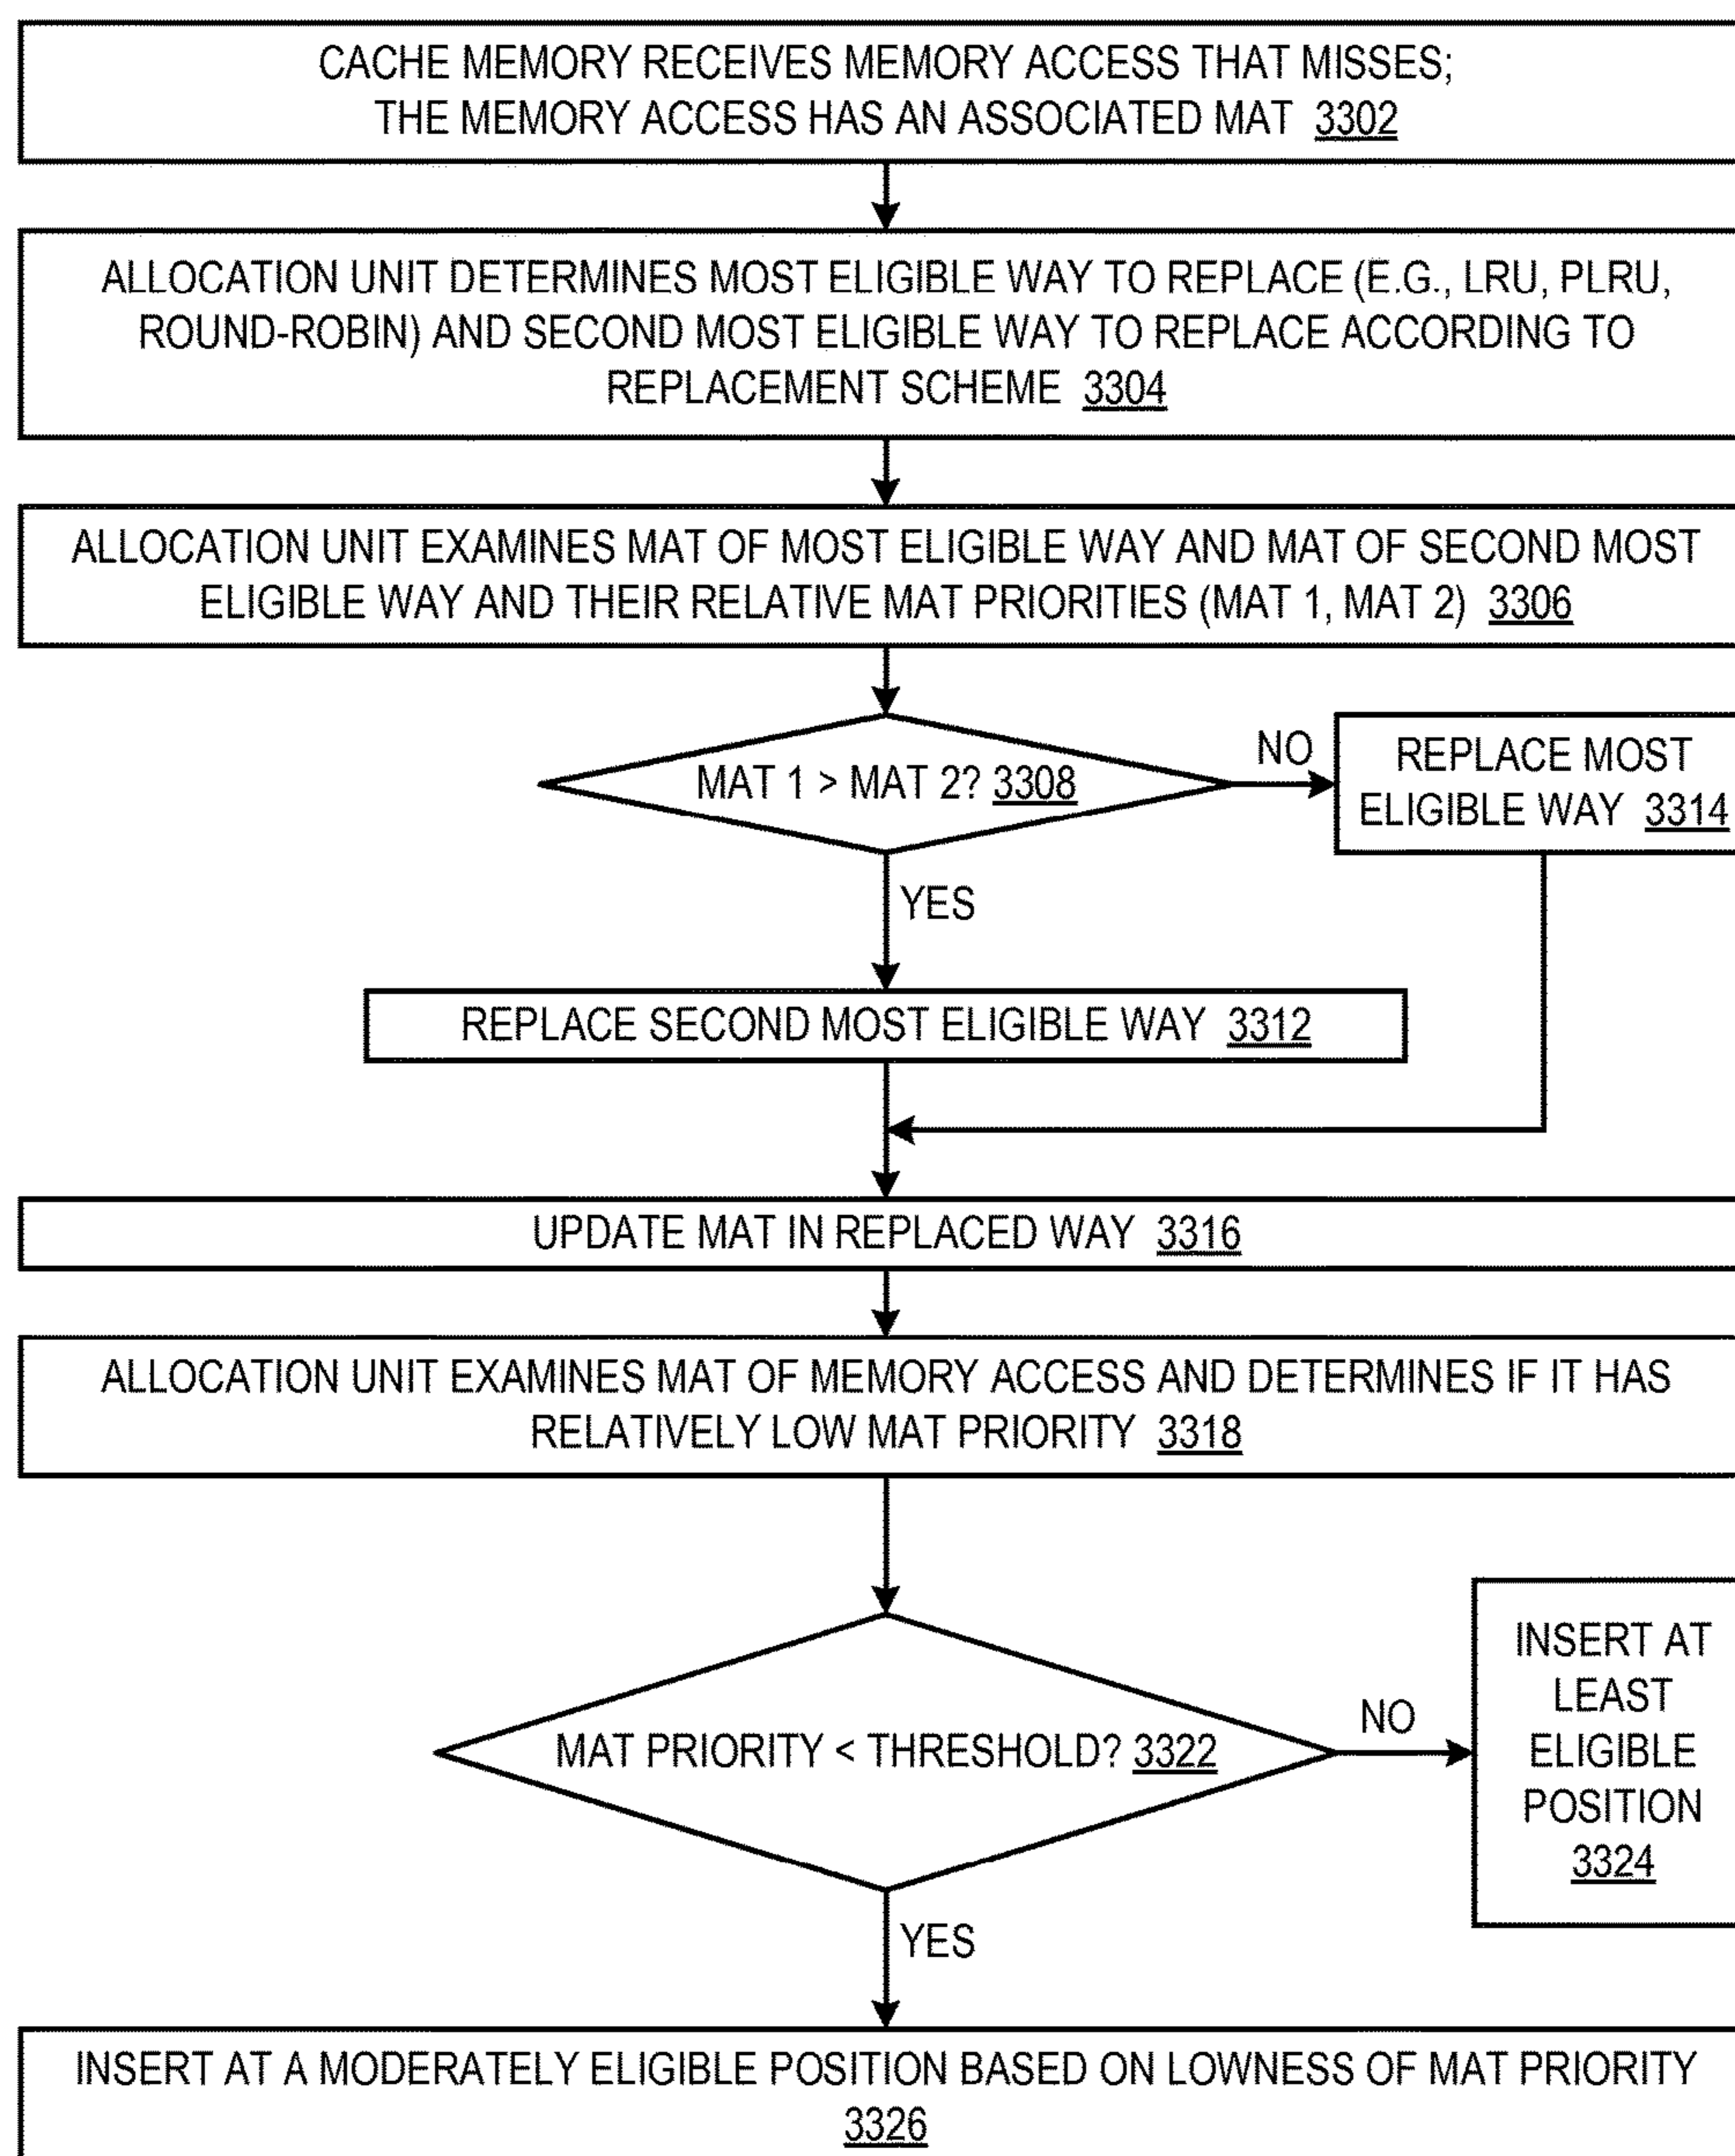 CACHE MEMORY RECEIVES MEMORY ACCESS THAT MISSES;
THE MEMORY ACCESS HAS AN ASSOCIATED MAT 3302
ALLOCATION UNIT DETERMINES MOST ELIGIBLE WAY TO REPLACE (E.G., LRU, PLRU,
ROUND-ROBIN) AND SECOND MOST ELIGIBLE WAY TO REPLACE ACCORDING TO
REPLACEMENT SCHEME 3304
ALLOCATION UNIT EXAMINES MAT OF MOST ELIGIBLE WAY AND MAT OF SECOND MOST
ELIGIBLE WAY AND THEIR RELATIVE MAT PRIORITIES (MAT 1, MAT 2) 3306
MAT 1 > MAT 2? 3308
NO
REPLACE MOST
ELIGIBLE WAY 3314
YES
REPLACE SECOND MOST ELIGIBLE WAY 3312
UPDATE MAT IN REPLACED WAY 3316
ALLOCATION UNIT EXAMINES MAT OF MEMORY ACCESS AND DETERMINES IF IT HAS
RELATIVELY LOW MAT PRIORITY 3318
MAT PRIORITY < THRESHOLD? 3322
NO
INSERT AT
LEAST
ELIGIBLE
POSITION
3324
YES
INSERT AT A MODERATELY ELIGIBLE POSITION BASED ON LOWNESS OF MAT PRIORITY
3326